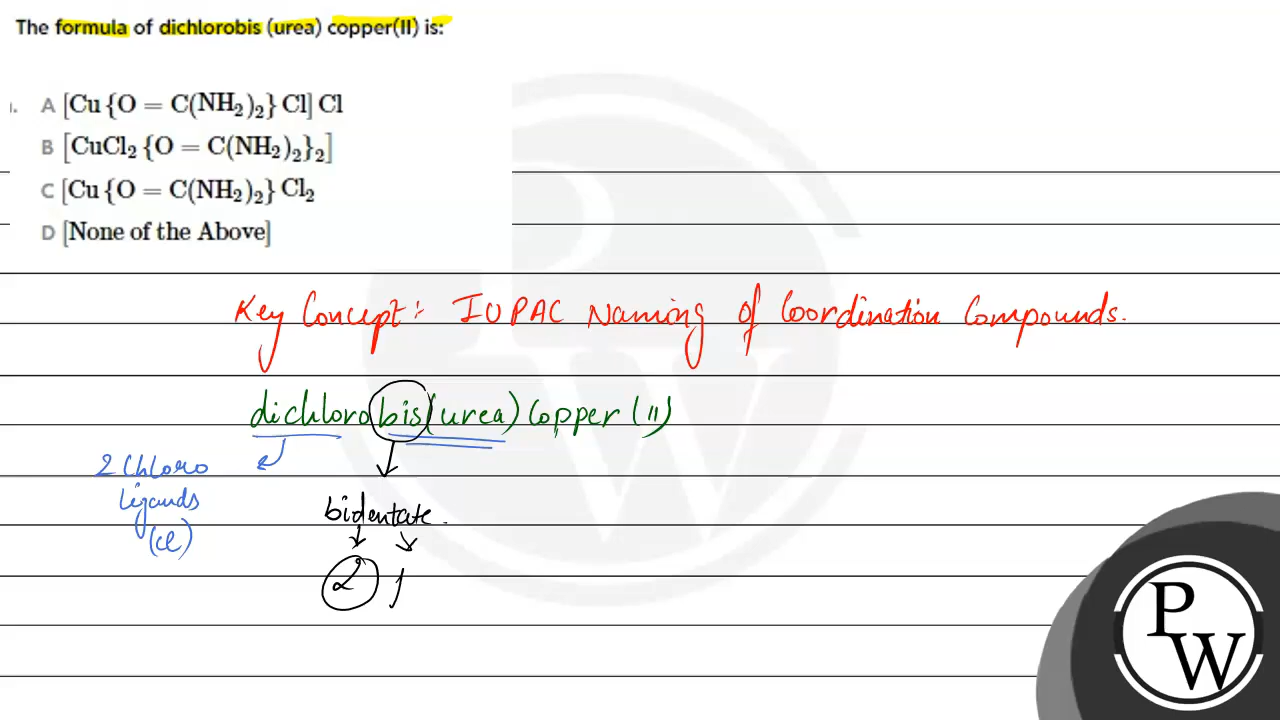 The formula of dichlorobis (urea) copper(II) is:
A [Cu {O = C(NH₂)₂} Cl] Cl
B [CuCl₂ {O = C(NH₂)₂}₂]
C [Cu {O = C(NH₂)₂} Cl₂
D [None of the Above]
Key Concept:- IUPAC Naming of Coordination Compounds.
dichlorobis(urea) Copper (II)
2 Chloro
ligands
(Cl)
bidentate.
2
P
W